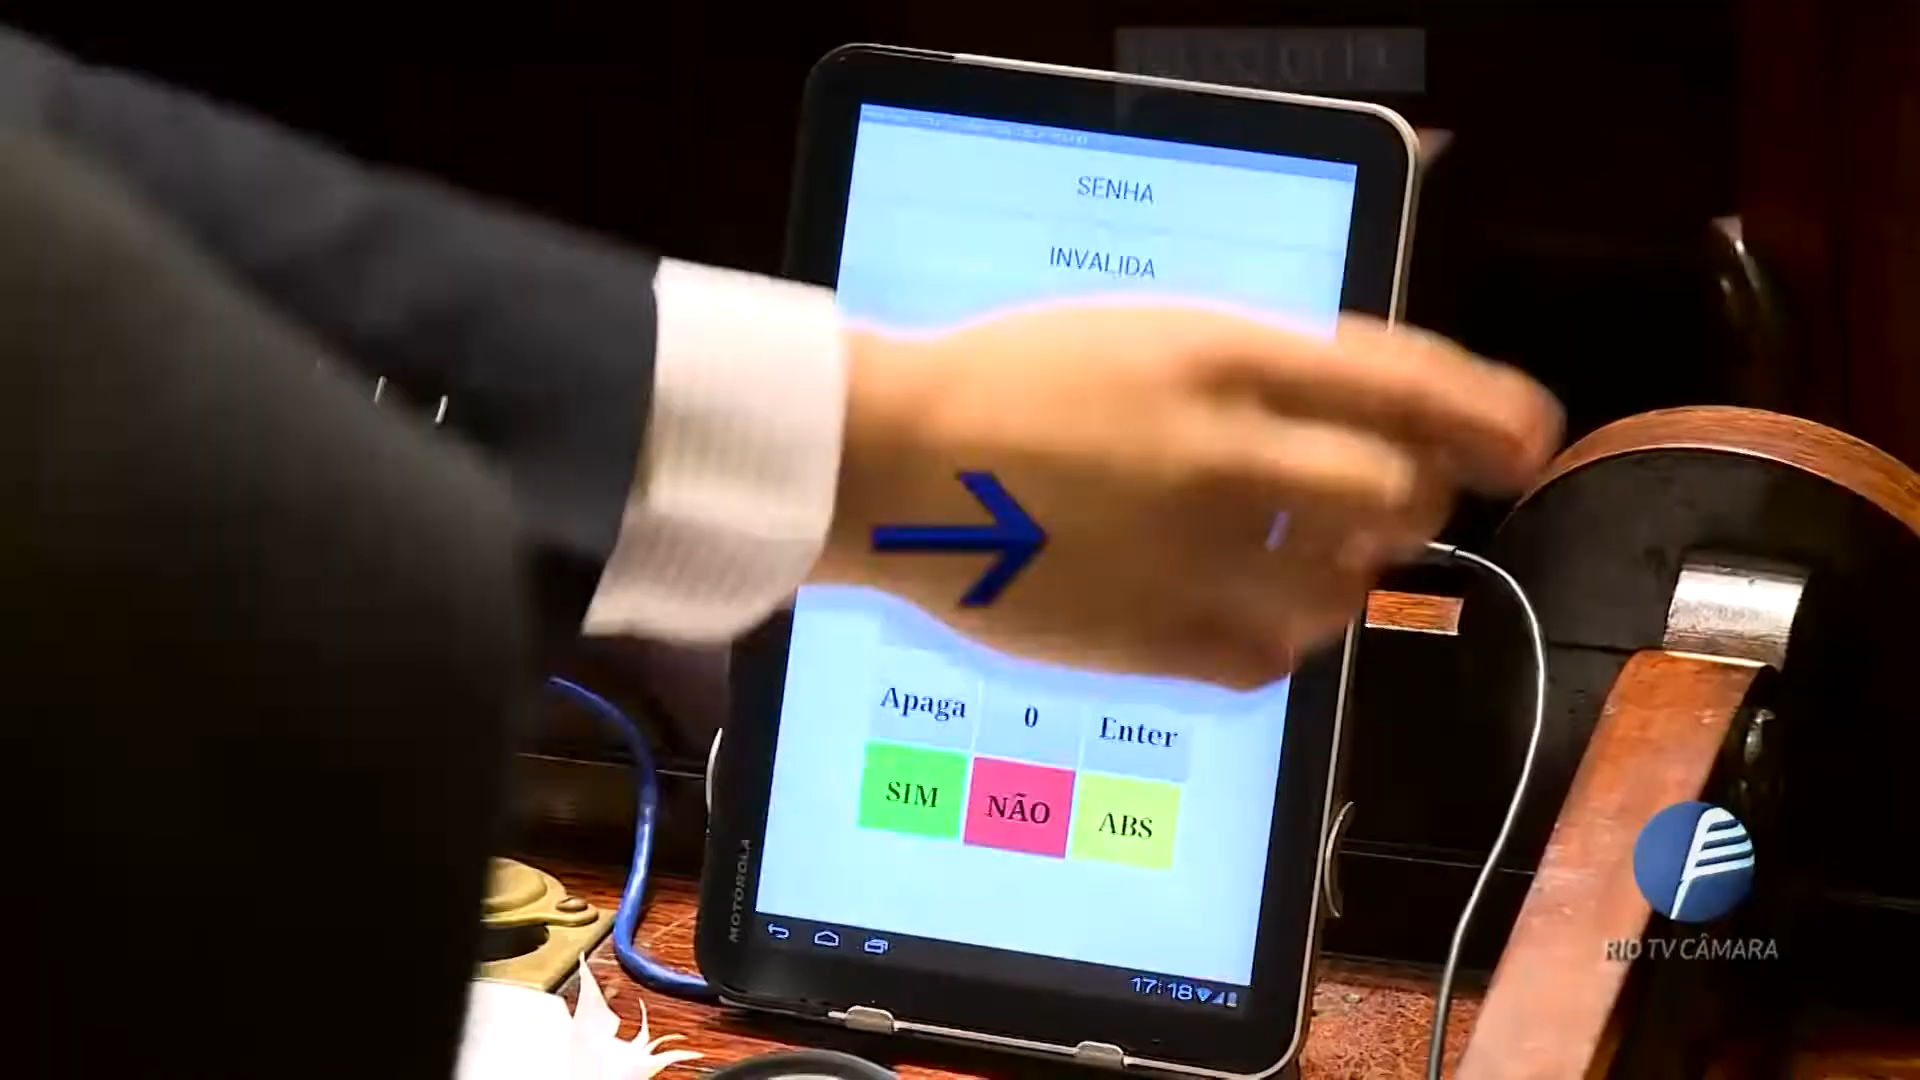 SENHA
INVALIDA
Apaga 0 Enter
SIM NÃO ABS
MOTOROLA
17:18
RIO TV CÂMARA